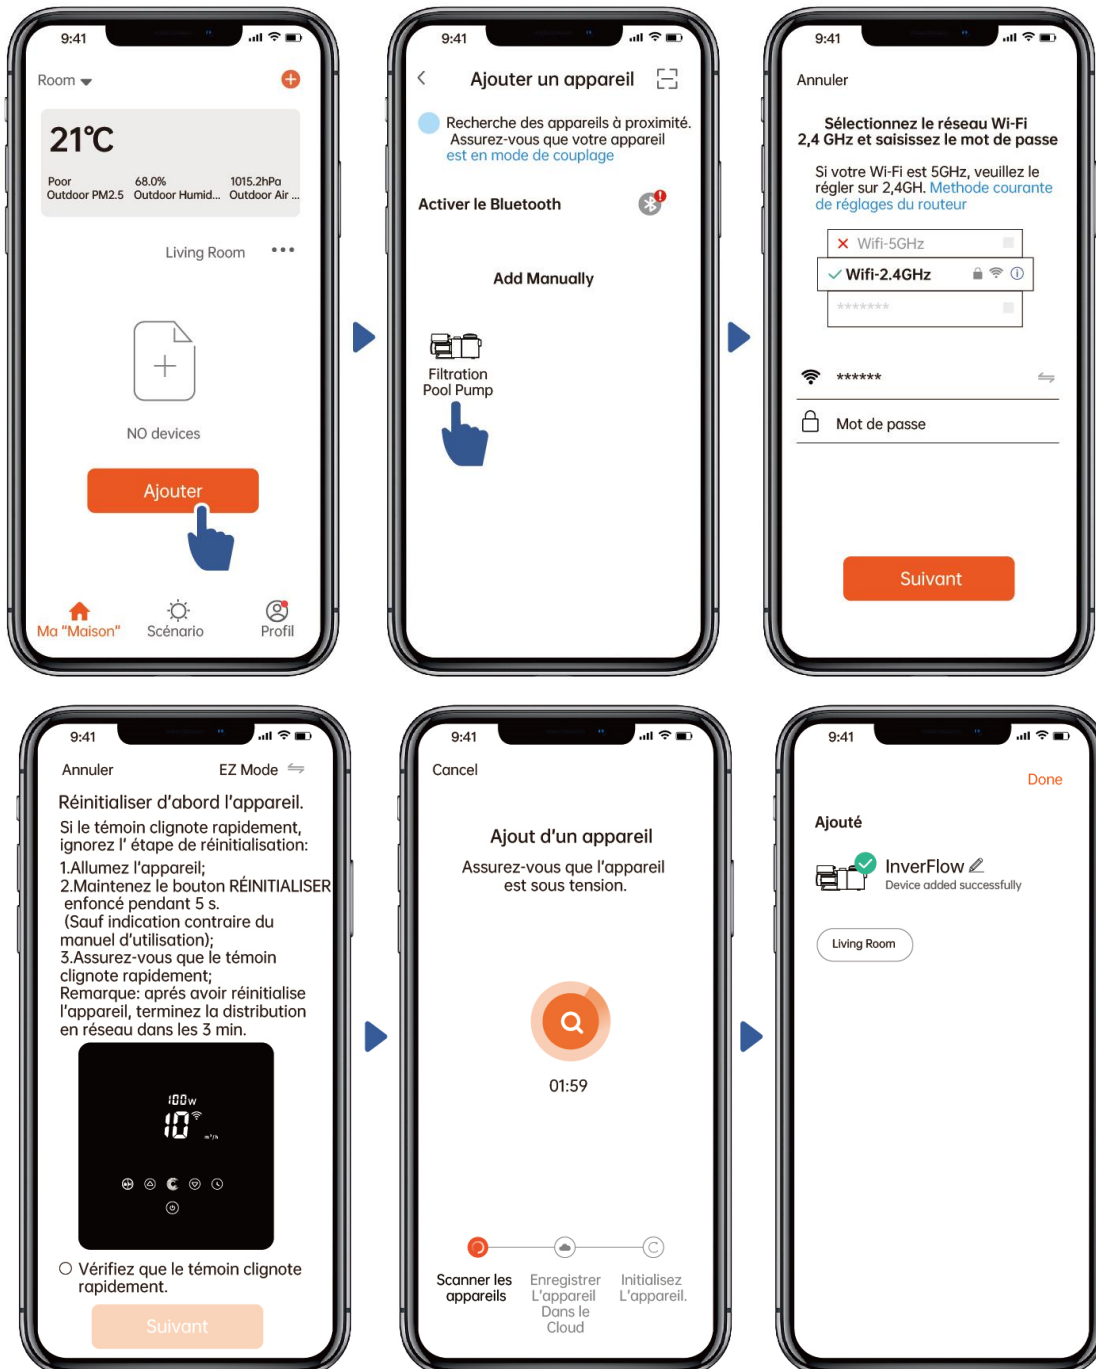 9:41
Room
21°C
Poor 68.0% 1015.2hPa
Outdoor PM2.5 Outdoor Humid... Outdoor Air ...
Living Room
NO devices
Ajouter
Ma "Maison" Scénario Profil
9:41
Ajouter un appareil
Recherche des appareils à proximité.
Assurez-vous que votre appareil
est en mode de couplage
Activer le Bluetooth
Add Manually
Filtration
Pool Pump
9:41
Annuler
Sélectionnez le réseau Wi-Fi
2,4 GHz et saisissez le mot de passe
Si votre Wi-Fi est 5GHz, veuillez le
régler sur 2,4GH. Methode courante
de réglages du routeur
Wifi-5GHz
Wifi-2.4GHz
*******
******
Mot de passe
Suivant
9:41
Annuler EZ Mode
Réinitialiser d'abord l'appareil.
Si le témoin clignote rapidement,
ignorez l' étape de réinitialisation:
1.Allumez l'appareil;
2.Maintenez le bouton RÉINITIALISER
enfoncé pendant 5 s.
(Sauf indication contraire du
manuel d'utilisation);
3.Assurez-vous que le témoin
clignote rapidement;
Remarque: aprés avoir réinitialise
l'appareil, terminez la distribution
en réseau dans les 3 min.
100w
10
m³/h
Vérifiez que le témoin clignote
rapidement.
Suivant
9:41
Cancel
Ajout d'un appareil
Assurez-vous que l'appareil
est sous tension.
01:59
Scanner les
appareils
Enregistrer
L'appareil
Dans le
Cloud
Initialisez
L'appareil.
9:41
Done
Ajouté
InverFlow
Device added successfully
Living Room